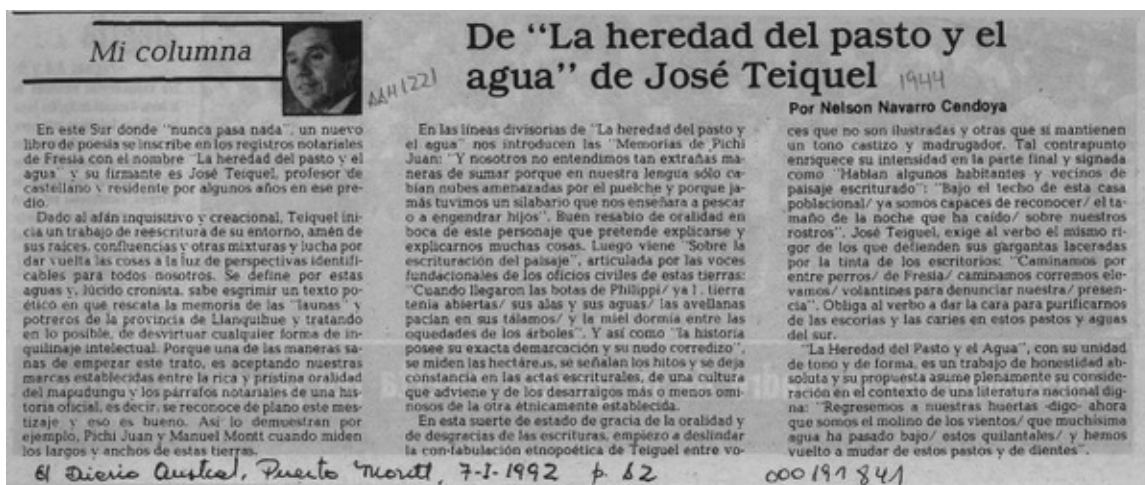 Mi columna
De "La heredad del pasto y el
agua" de José Teiquel 1944
AAH1221
Por Nelson Navarro Cendoya
En este Sur donde "nunca pasa nada", un nuevo
libro de poesía se inscribe en los registros notariales
de Fresia con el nombre "La heredad del pasto y el
agua" y su firmante es José Teiquel, profesor de
castellano y residente por algunos años en ese pre-
dio.
Dado al afán inquisitivo y creacional, Teiquel ini-
cia un trabajo de reescritura de su entorno, amén de
sus raíces, confluencias y otras mixturas y lucha por
dar vuelta las cosas a la luz de perspectivas identifi-
cables para todos nosotros. Se define por estas
aguas y, lúcido cronista, sabe esgrimir un texto po-
ético en que rescata la memoria de las "launas" y
potreros de la provincia de Llanquihue y tratando
en lo posible, de desvirtuar cualquier forma de in-
quilinaje intelectual. Porque una de las maneras sa-
nas de empezar este trato, es aceptando nuestras
marcas establecidas entre la rica y prístina oralidad
del mapudungu y los párrafos notariales de una his-
toria oficial, es decir, se reconoce de plano este mes-
tizaje y eso es bueno. Así lo demuestran por
ejemplo, Pichi Juan y Manuel Montt cuando miden
los largos y anchos de estas tierras.
En las líneas divisorias de "La heredad del pasto y
el agua" nos introducen las "Memorias de Pichi
Juan: "Y nosotros no entendimos tan extrañas ma-
neras de sumar porque en nuestra lengua sólo ca-
bían nubes amenazadas por el puelche y porque ja-
más tuvimos un silabario que nos enseñara a pescar
o a engendrar hijos". Buen resabio de oralidad en
boca de este personaje que pretende explicarse y
explicarnos muchas cosas. Luego viene "Sobre la
escrituración del paisaje", articulada por las voces
fundacionales de los oficios civiles de estas tierras:
"Cuando llegaron las botas de Philippi/ ya l. tierra
tenía abiertas/ sus alas y sus aguas/ las avellanas
pacían en sus tálamos/ y la miel dormía entre las
oquedades de los árboles". Y así como "la historia
posee su exacta demarcación y su nudo corredizo",
se miden las hectáreas, se señalan los hitos y se deja
constancia en las actas escriturales, de una cultura
que adviene y de los desarraigos más o menos omi-
nosos de la otra étnicamente establecida.
En esta suerte de estado de gracia de la oralidad y
de desgracias de las escrituras, empiezo a deslindar
la con-fabulación etnopoética de Teiguel entre vo-
ces que no son ilustradas y otras que sí mantienen
un tono castizo y madrugador. Tal contrapunto
enriquece su intensidad en la parte final y signada
como "Hablan algunos habitantes y vecinos de
paisaje escriturado": "Bajo el techo de esta casa
poblacional/ ya somos capaces de reconocer/ el ta-
maño de la noche que ha caído/ sobre nuestros
rostros". José Teiguel, exige al verbo el mismo ri-
gor de los que defienden sus gargantas laceradas
por la tinta de los escritorios: "Caminamos por
entre perros/ de Fresia/ caminamos corremos ele-
vamos/ volantines para denunciar nuestra/ presen-
cia". Obliga al verbo a dar la cara para purificarnos
de las escorias y las caries en estos pastos y aguas
del sur.
"La Heredad del Pasto y el Agua", con su unidad
de tono y de forma, es un trabajo de honestidad ab-
soluta y su propuesta asume plenamente su conside-
ración en el contexto de una literatura nacional dig-
na: "Regresemos a nuestras huertas -digo- ahora
que somos el molino de los vientos/ que muchísima
agua ha pasado bajo/ estos quilantales/ y hemos
vuelto a mudar de estos pastos y de dientes".
El Diario Austral, Puerto Montt, 7-I-1992 p. B2 000197841